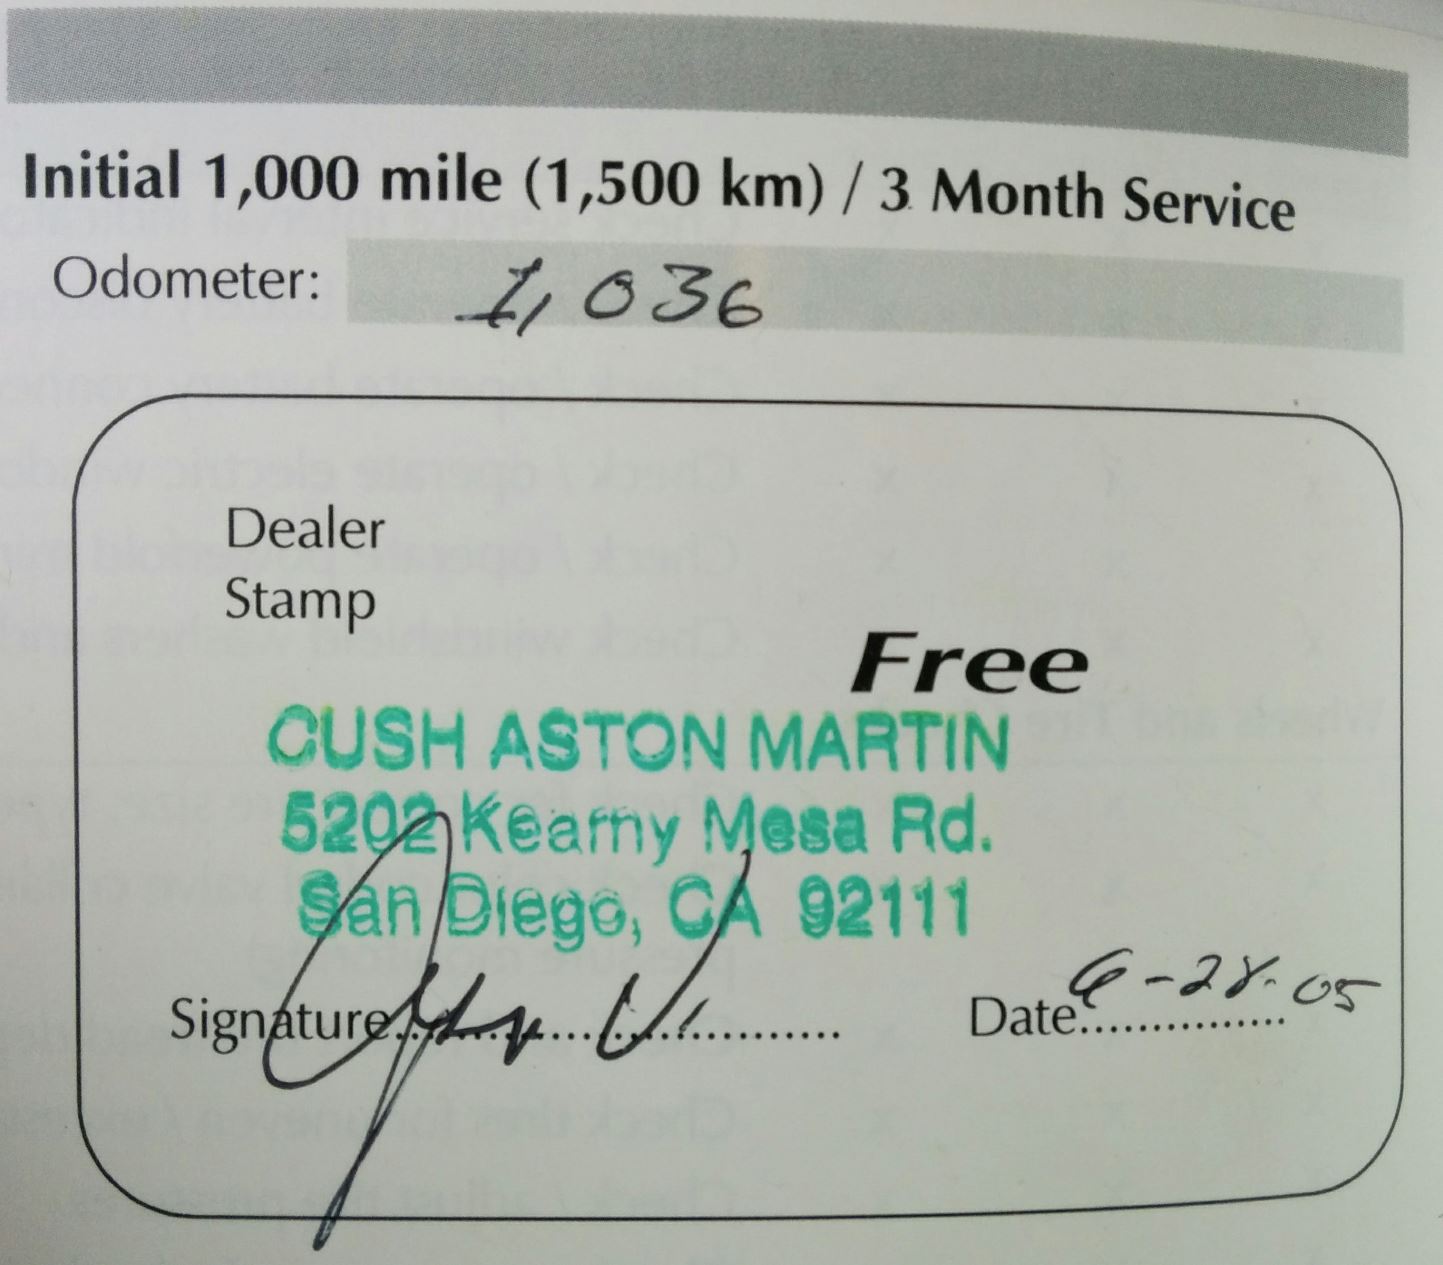 Initial 1,000 mile (1,500 km) / 3 Month Service
Odometer: 1,036
Dealer
Stamp
Free
CUSH ASTON MARTIN
5202 Kearny Mesa Rd.
San Diego, CA 92111
Signature
Date 6-28-05